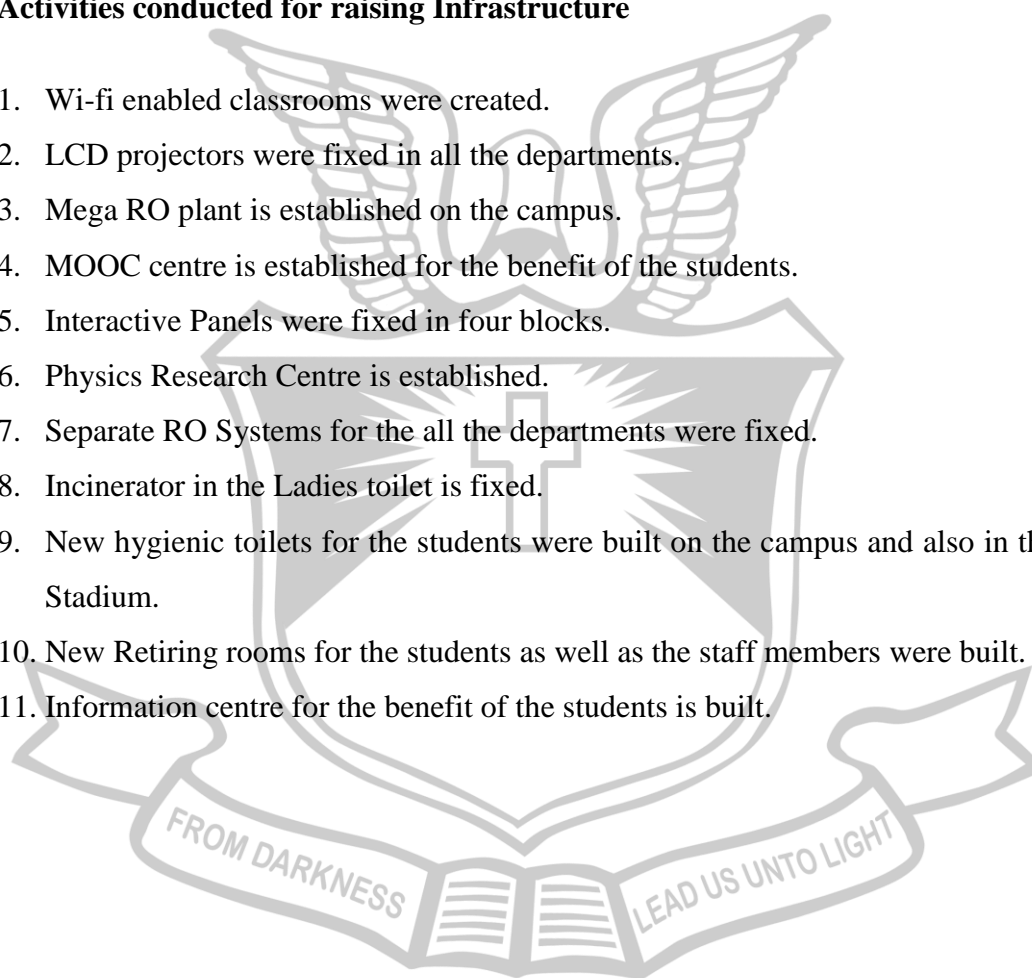 Activities conducted for raising Infrastructure
1. Wi-fi enabled classrooms were created.
2. LCD projectors were fixed in all the departments.
3. Mega RO plant is established on the campus.
4. MOOC centre is established for the benefit of the students.
5. Interactive Panels were fixed in four blocks.
6. Physics Research Centre is established.
7. Separate RO Systems for the all the departments were fixed.
8. Incinerator in the Ladies toilet is fixed.
9. New hygienic toilets for the students were built on the campus and also in th
Stadium.
10. New Retiring rooms for the students as well as the staff members were built.
11. Information centre for the benefit of the students is built.
FROM DARKNESS
LEAD US UNTO LIGHT